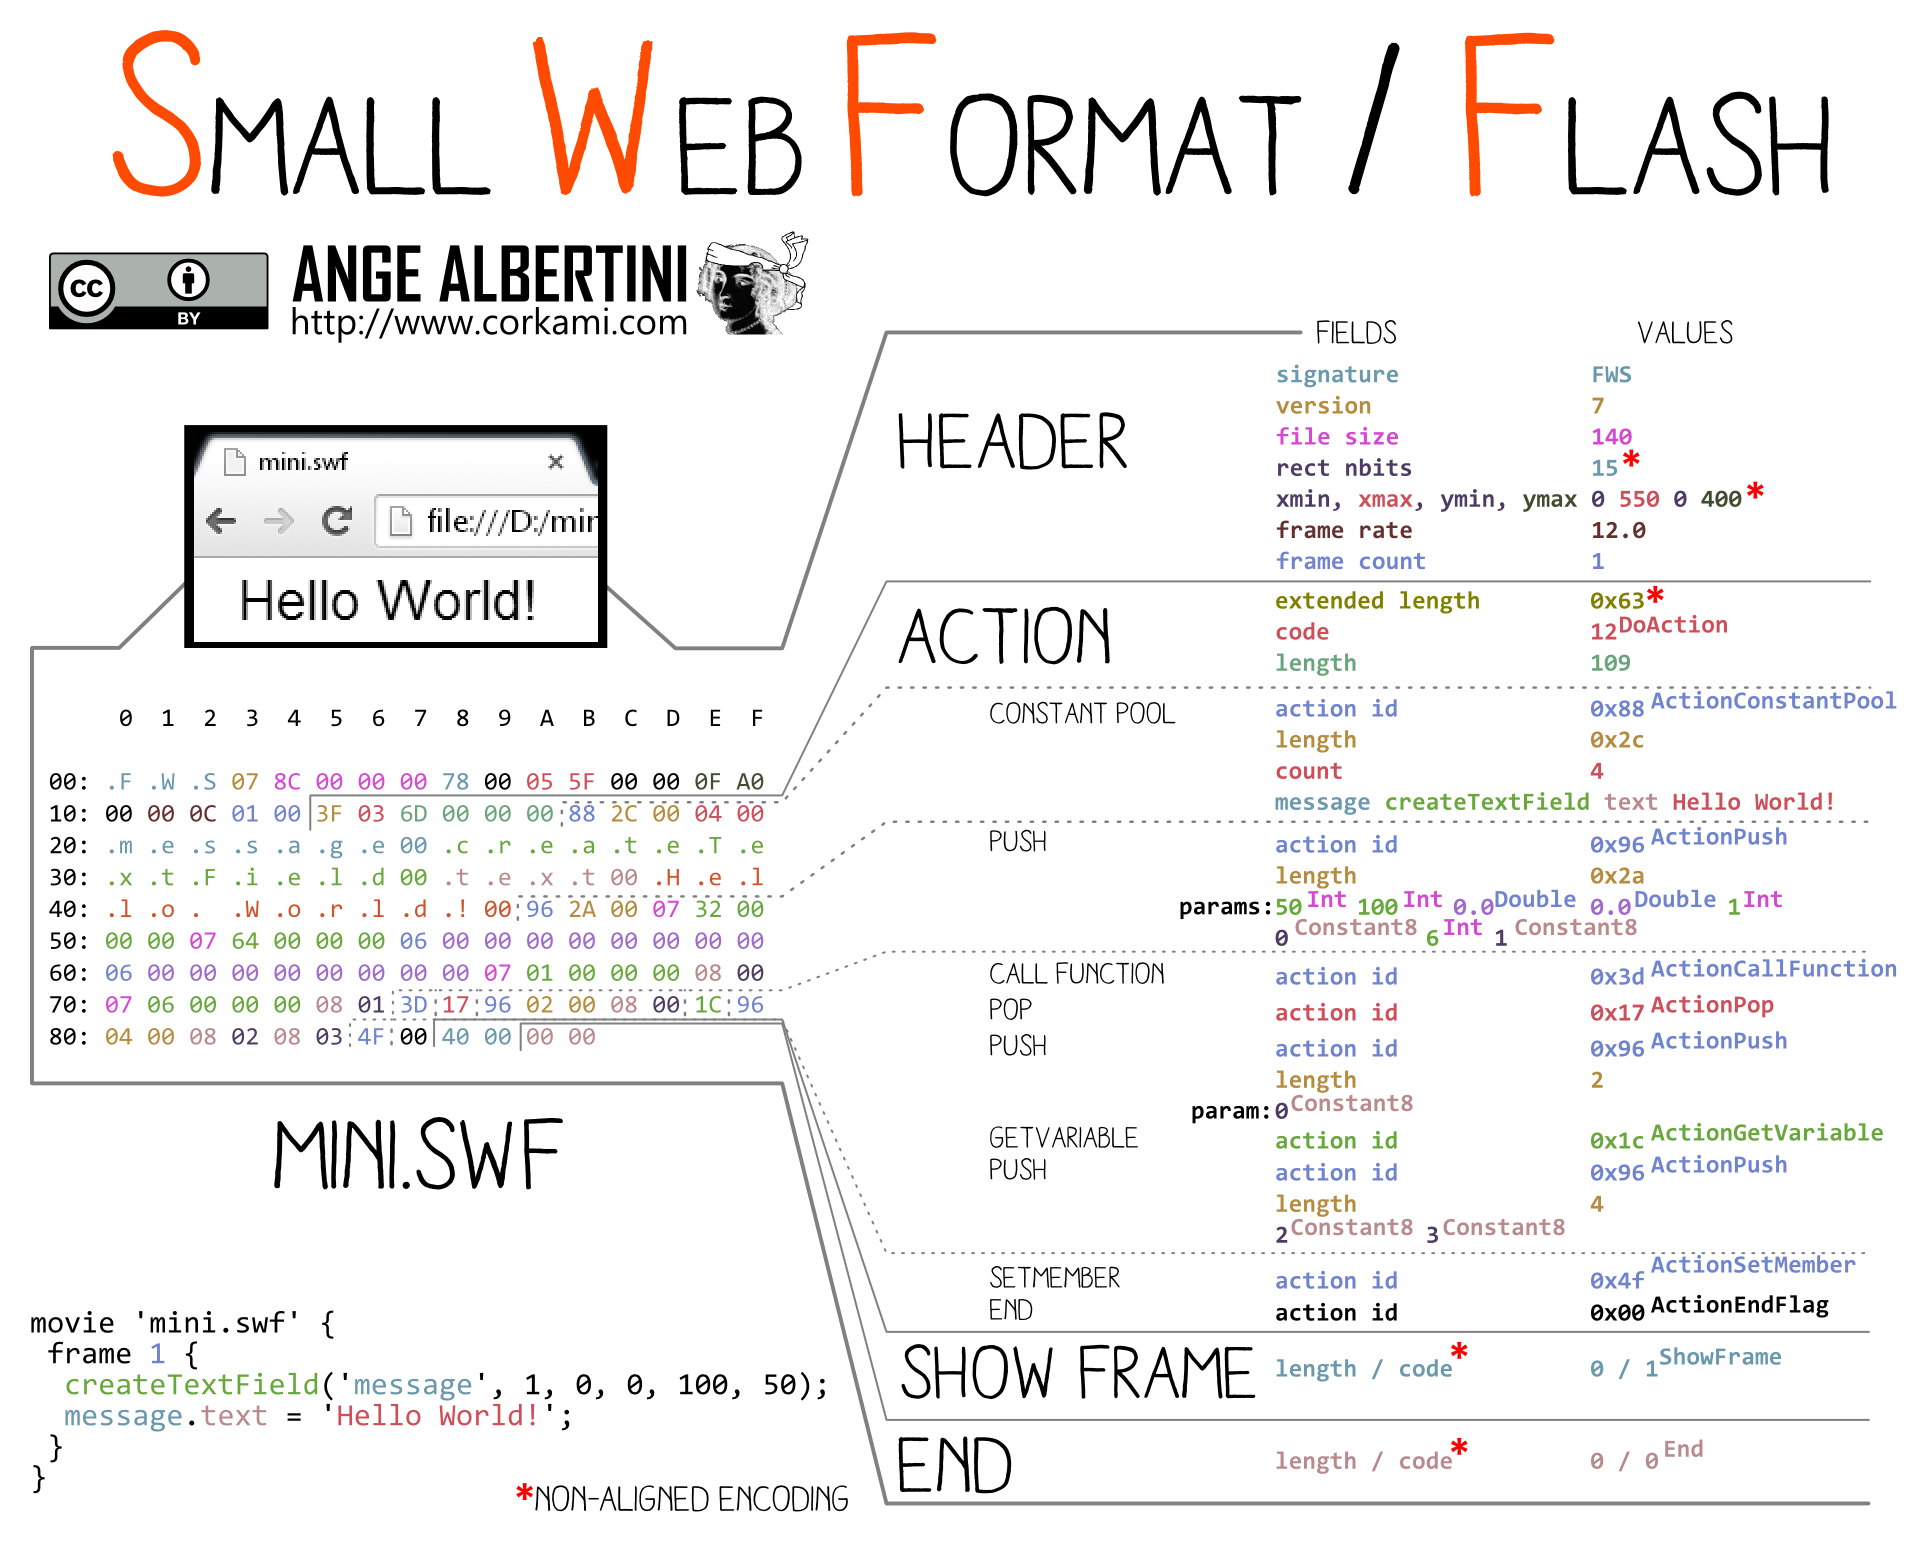 SMALL WEB FORMAT / FLASH
CC BY
ANGE ALBERTINI
http://www.corkami.com
mini.swf ×
file:///D:/min
Hello World!
0 1 2 3 4 5 6 7 8 9 A B C D E F
00: .F .W .S 07 8C 00 00 00 78 00 05 5F 00 00 0F A0
10: 00 00 0C 01 00 3F 03 6D 00 00 00 88 2C 00 04 00
20: .m .e .s .s .a .g .e 00 .c .r .e .a .t .e .T .e
30: .x .t .F .i .e .l .d 00 .t .e .x .t 00 .H .e .l
40: .l .o . .W .o .r .l .d .! 00 96 2A 00 07 32 00
50: 00 00 07 64 00 00 00 06 00 00 00 00 00 00 00 00
60: 06 00 00 00 00 00 00 00 00 07 01 00 00 00 08 00
70: 07 06 00 00 00 08 01 3D 17 96 02 00 08 00 1C 96
80: 04 00 08 02 08 03 4F 00 40 00 00 00
MINI.SWF
movie 'mini.swf' {
frame 1 {
createTextField('message', 1, 0, 0, 100, 50);
message.text = 'Hello World!';
}
}
*NON-ALIGNED ENCODING
FIELDS VALUES
HEADER
signature FWS
version 7
file size 140
rect nbits 15*
xmin, xmax, ymin, ymax 0 550 0 400*
frame rate 12.0
frame count 1
ACTION
extended length 0x63*
code 12 DoAction
length 109
CONSTANT POOL action id 0x88 ActionConstantPool
length 0x2c
count 4
message createTextField text Hello World!
PUSH action id 0x96 ActionPush
length 0x2a
params:50 Int 100 Int 0.0 Double 0.0 Double 1 Int
0 Constant8 6 Int 1 Constant8
CALL FUNCTION action id 0x3d ActionCallFunction
POP action id 0x17 ActionPop
PUSH action id 0x96 ActionPush
length 2
param:0 Constant8
GETVARIABLE action id 0x1c ActionGetVariable
PUSH action id 0x96 ActionPush
length 4
2 Constant8 3 Constant8
SETMEMBER action id 0x4f ActionSetMember
END action id 0x00 ActionEndFlag
SHOW FRAME length / code* 0 / 1 ShowFrame
END length / code* 0 / 0 End